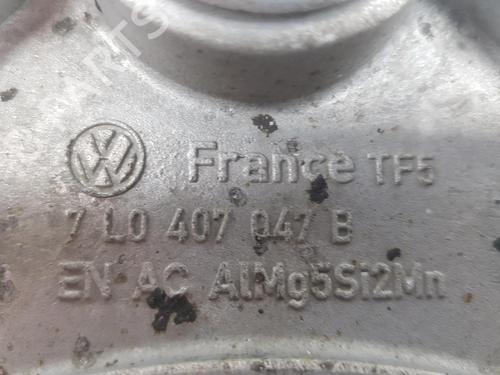 VW France TF5
7 L0 407 047 B
EN AC AlMg5Si2Mn